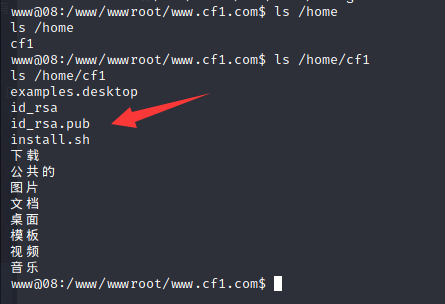 www@08:/www/wwwroot/www.cf1.com$ ls /home
ls /home
cf1
www@08:/www/wwwroot/www.cf1.com$ ls /home/cf1
ls /home/cf1
examples.desktop
id_rsa
id_rsa.pub
install.sh
下载
公共的
图片
文档
桌面
模板
视频
音乐
www@08:/www/wwwroot/www.cf1.com$